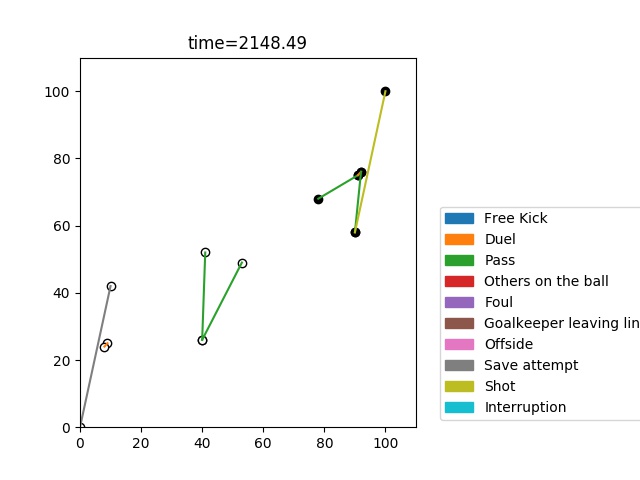 time=2148.49
100
80
60
40
20
0
0 20 40 60 80 100
Free Kick
Duel
Pass
Others on the ball
Foul
Goalkeeper leaving lin
Offside
Save attempt
Shot
Interruption